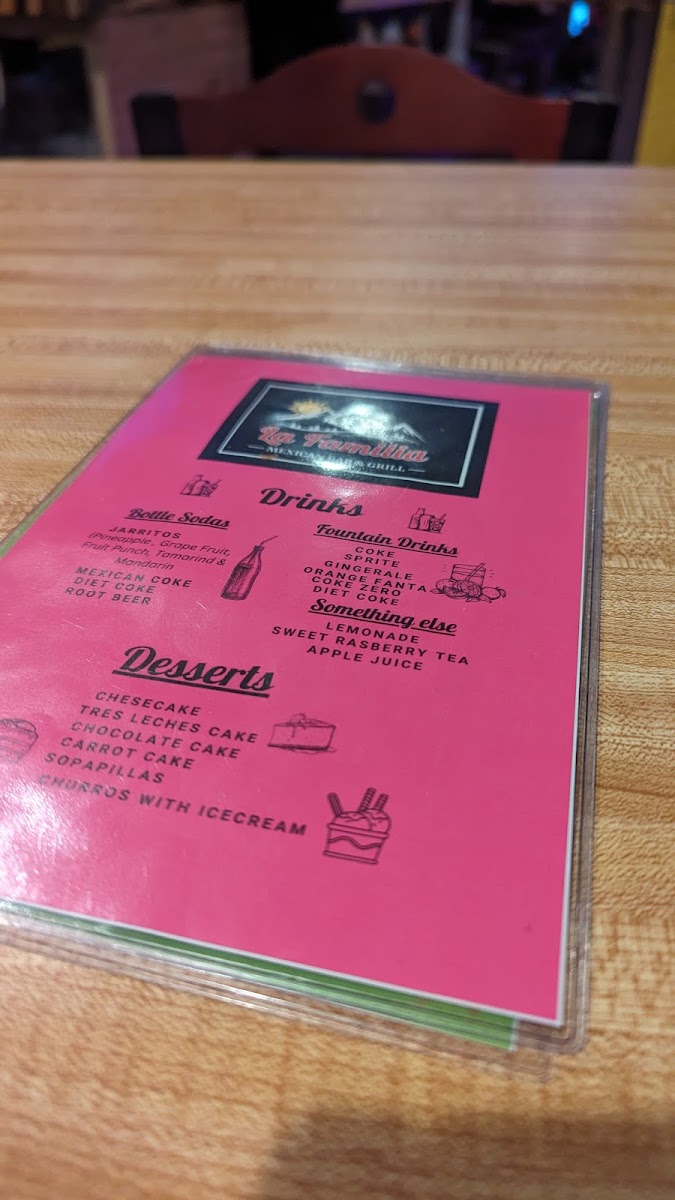 La Familia
MEXICAN BAR & GRILL
Drinks
Bottle Sodas
JARRITOS
(Pineapple, Grape Fruit,
Fruit Punch, Tamarind &
Mandarin
MEXICAN COKE
DIET COKE
ROOT BEER
Fountain Drinks
COKE
SPRITE
GINGERALE
ORANGE FANTA
COKE ZERO
DIET COKE
Something else
LEMONADE
SWEET RASBERRY TEA
APPLE JUICE
Desserts
CHESECAKE
TRES LECHES CAKE
CHOCOLATE CAKE
CARROT CAKE
SOPAPILLAS
CHURROS WITH ICECREAM